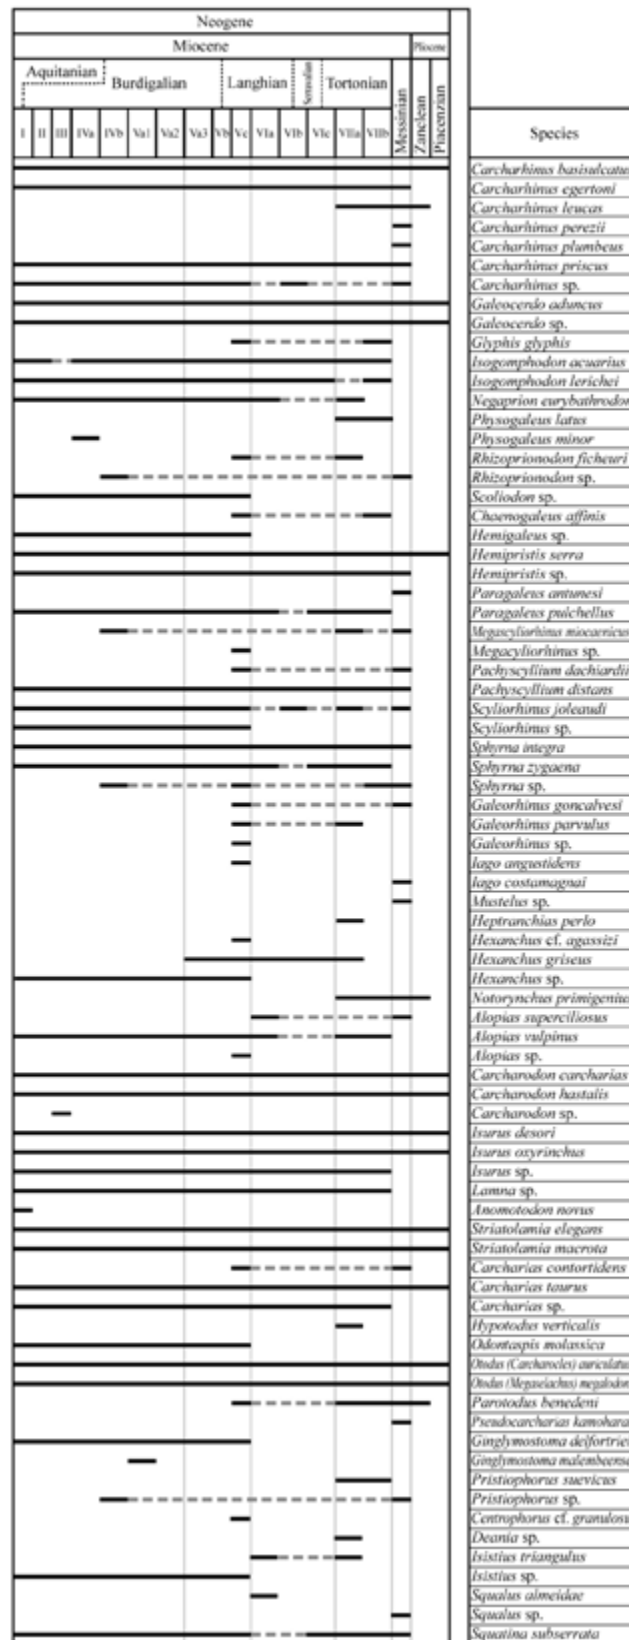 Neogene
Miocene
Pliocene
Aquitanian
Burdigalian
Langhian
Serravalian
Tortonian
Messinian
Zanclean
Piacenzian
I II III IVa IVb Va1 Va2 Va3 Vb Vc VIa VIb VIc VIIa VIIb
Species
Carcharhinus basisulcatus
Carcharhinus egertoni
Carcharhinus leucas
Carcharhinus perezii
Carcharhinus plumbeus
Carcharhinus priscus
Carcharhinus sp.
Galeocerdo aduncus
Galeocerdo sp.
Glyphis glyphis
Isogomphodon acuarius
Isogomphodon lerichei
Negaprion eurybathrodon
Physogaleus latus
Physogaleus minor
Rhizoprionodon ficheuri
Rhizoprionodon sp.
Scoliodon sp.
Chaenogaleus affinis
Hemigaleus sp.
Hemipristis serra
Hemipristis sp.
Paragaleus antunesi
Paragaleus pulchellus
Megascyliorhinus miocaenicus
Megacyliorhinus sp.
Pachyscyllium dachiardii
Pachyscyllium distans
Scyliorhinus joleaudi
Scyliorhinus sp.
Sphyrna integra
Sphyrna zygaena
Sphyrna sp.
Galeorhinus goncalvesi
Galeorhinus parvulus
Galeorhinus sp.
Iago angustidens
Iago costamagnai
Mustelus sp.
Heptranchias perlo
Hexanchus cf. agassizi
Hexanchus griseus
Hexanchus sp.
Notorynchus primigenius
Alopias superciliosus
Alopias vulpinus
Alopias sp.
Carcharodon carcharias
Carcharodon hastalis
Carcharodon sp.
Isurus desori
Isurus oxyrinchus
Isurus sp.
Lamna sp.
Anomotodon novus
Striatolamia elegans
Striatolamia macrota
Carcharias contortidens
Carcharias taurus
Carcharias sp.
Hypotodus verticalis
Odontaspis molassica
Otodus (Carcharocles) auriculatus
Otodus (Megaselachus) megalodon
Parotodus benedeni
Pseudocarcharias kamohara
Ginglymostoma delfortriei
Ginglymostoma malembeense
Pristiophorus suevicus
Pristiophorus sp.
Centrophorus cf. granulosu
Deania sp.
Isistius triangulus
Isistius sp.
Squalus almeidae
Squalus sp.
Squatina subserrata